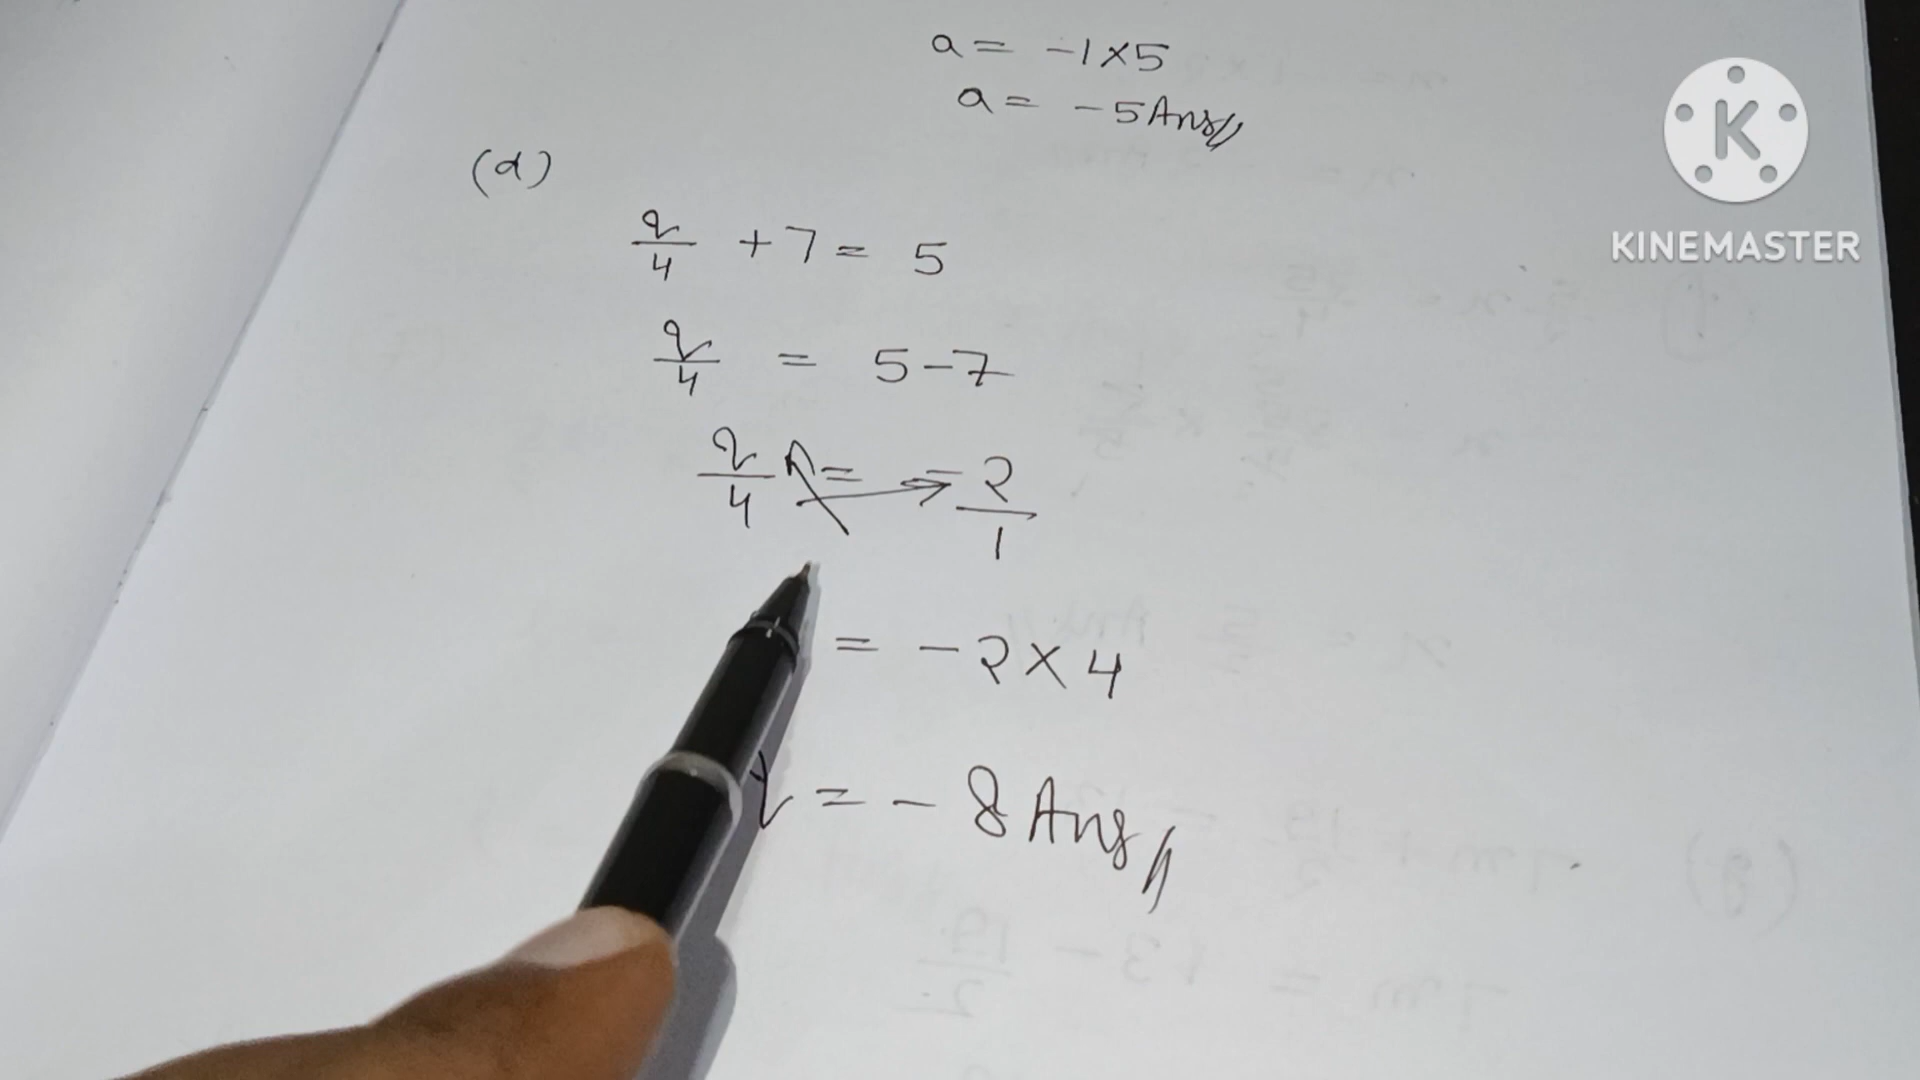 a = -1×5
a = -5 Ans//
(d)
q/4 + 7 = 5
q/4 = 5-7
q/4 = -2/1
= -2×4
q = -8 Ans//
K
KINEMASTER